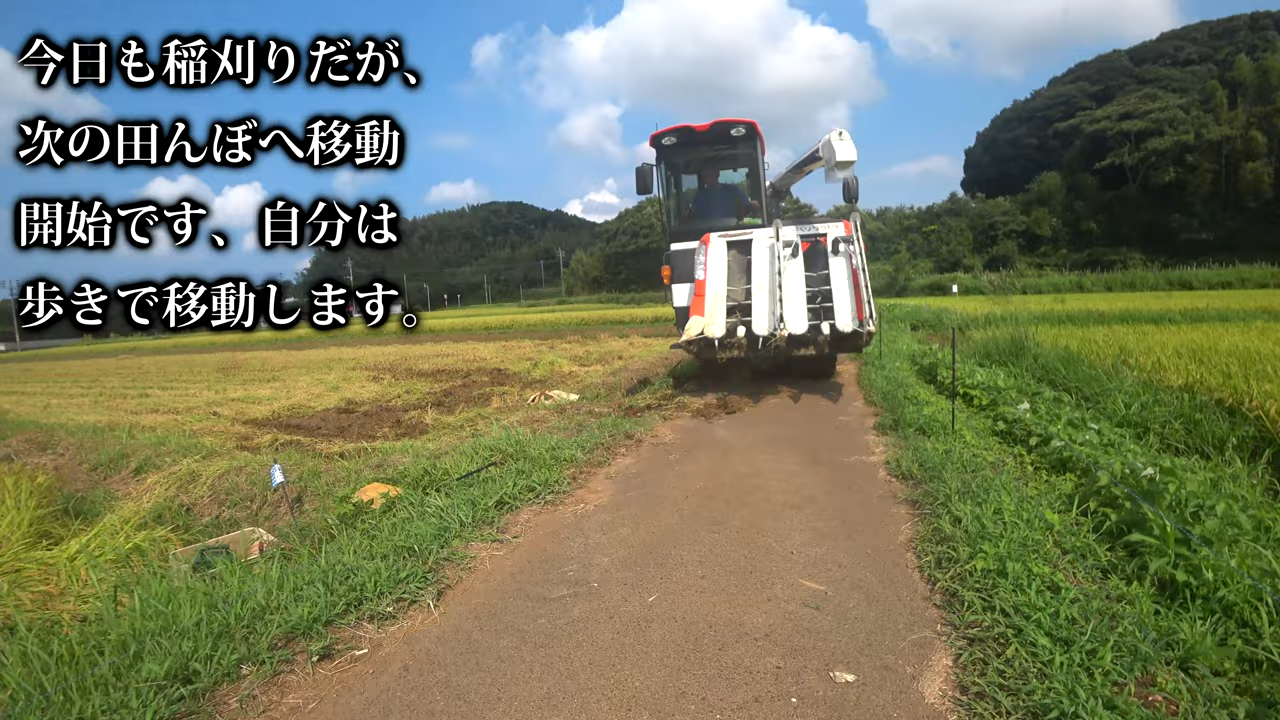 今日も稲刈りだが、
次の田んぼへ移動
開始です、自分は
歩きで移動します。